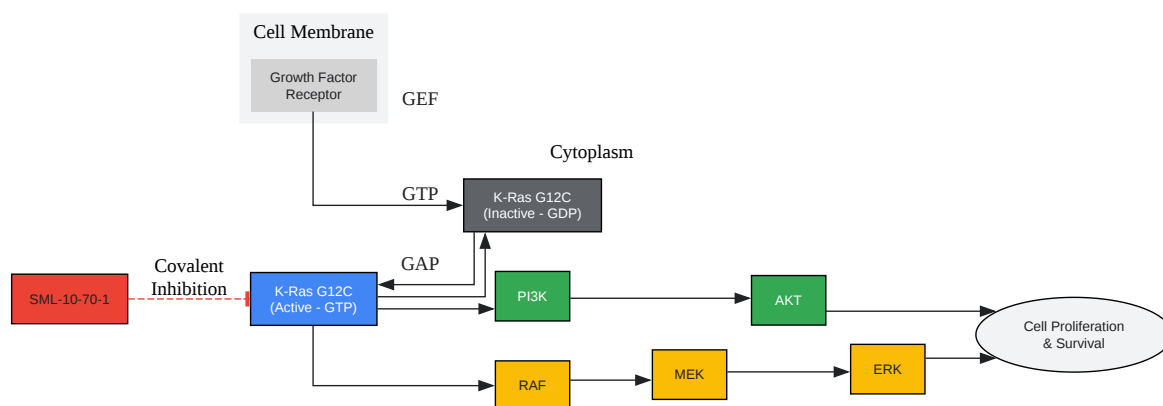 Cell Membrane
Growth Factor
Receptor
GEF
Cytoplasm
GTP
K-Ras G12C
(Inactive - GDP)
GAP
Covalent
Inhibition
SML-10-70-1
K-Ras G12C
(Active - GTP)
PI3K
AKT
Cell Proliferation
& Survival
RAF
MEK
ERK